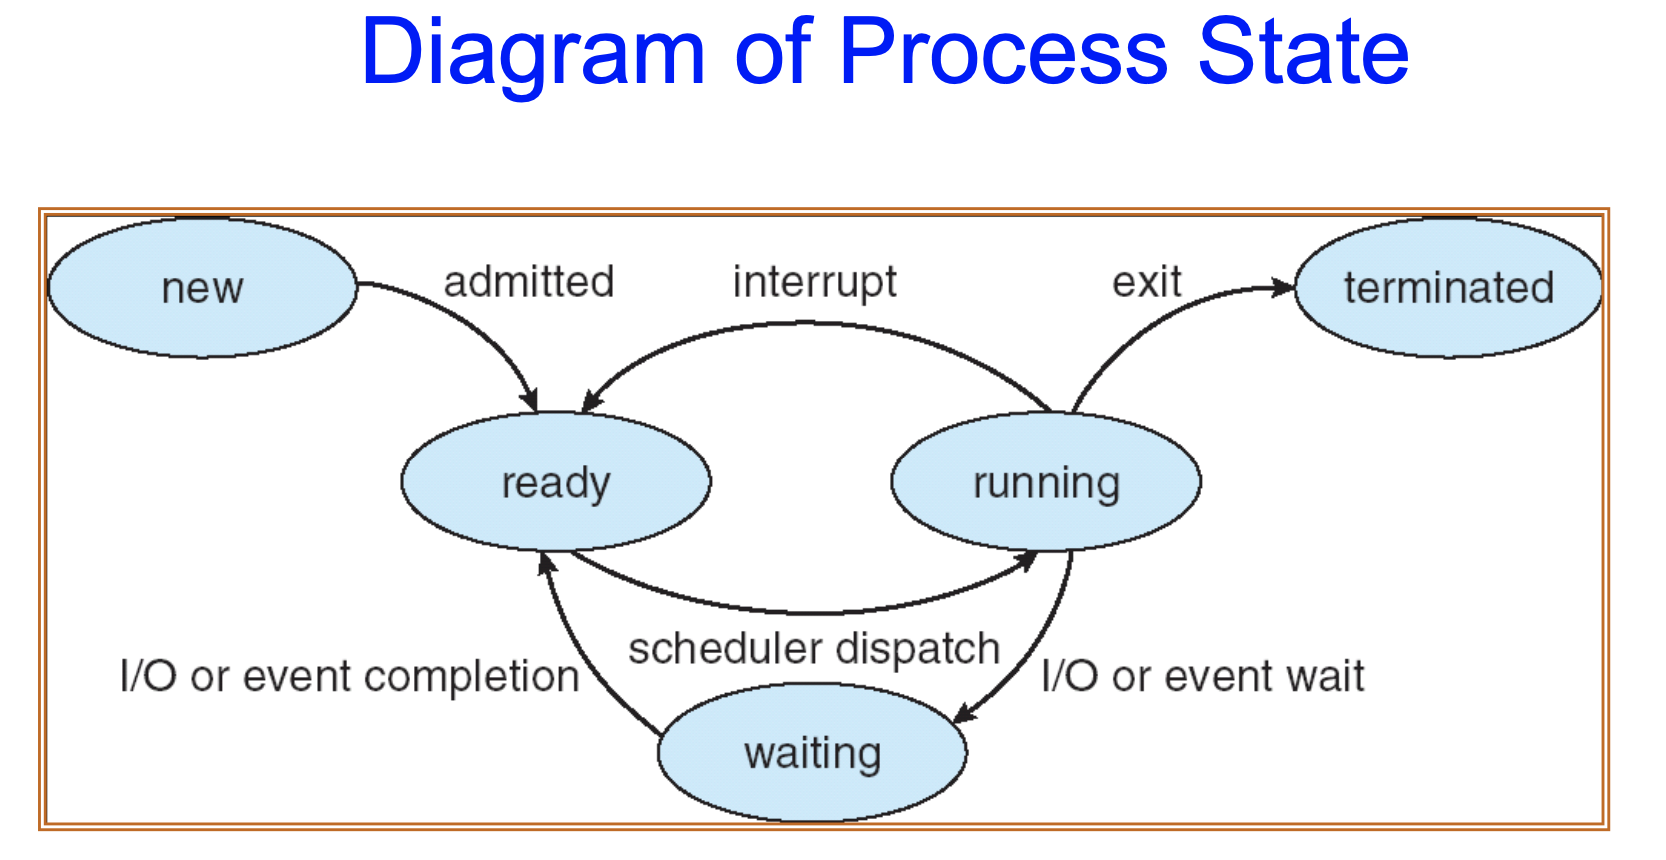 Diagram of Process State
new
admitted
interrupt
exit
terminated
ready
running
scheduler dispatch
I/O or event completion
I/O or event wait
waiting